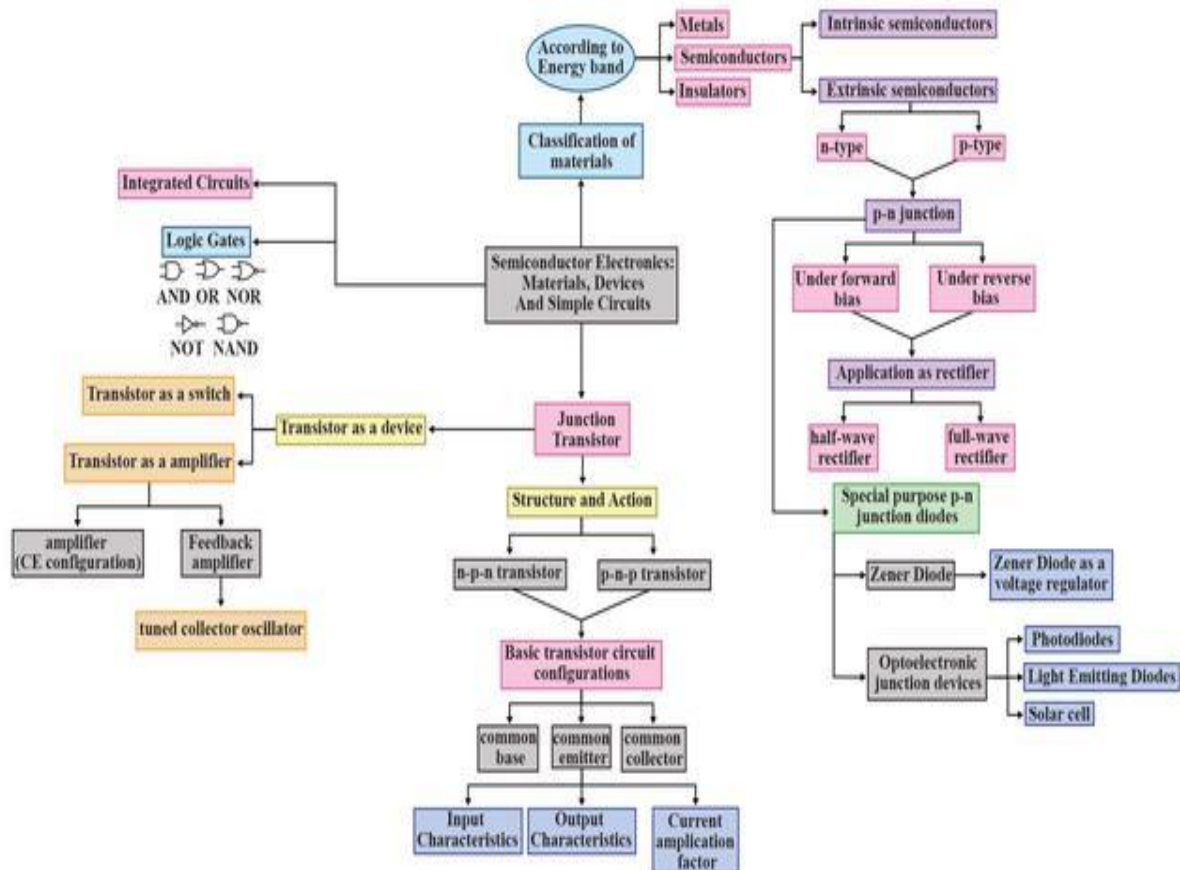 According to
Energy band
Metals
Semiconductors
Insulators
Intrinsic semiconductors
Extrinsic semiconductors
n-type
p-type
Classification of
materials
Integrated Circuits
Logic Gates
AND OR NOR
NOT NAND
Semiconductor Electronics:
Materials, Devices
And Simple Circuits
p-n junction
Under forward
bias
Under reverse
bias
Application as rectifier
half-wave
rectifier
full-wave
rectifier
Transistor as a switch
Transistor as a device
Junction
Transistor
Transistor as a amplifier
Structure and Action
amplifier
(CE configuration)
Feedback
amplifier
tuned collector oscillator
n-p-n transistor
p-n-p transistor
Basic transistor circuit
configurations
common
base
common
emitter
common
collector
Input
Characteristics
Output
Characteristics
Current
amplication
factor
Special purpose p-n
junction diodes
Zener Diode
Zener Diode as a
voltage regulator
Optoelectronic
junction devices
Photodiodes
Light Emitting Diodes
Solar cell